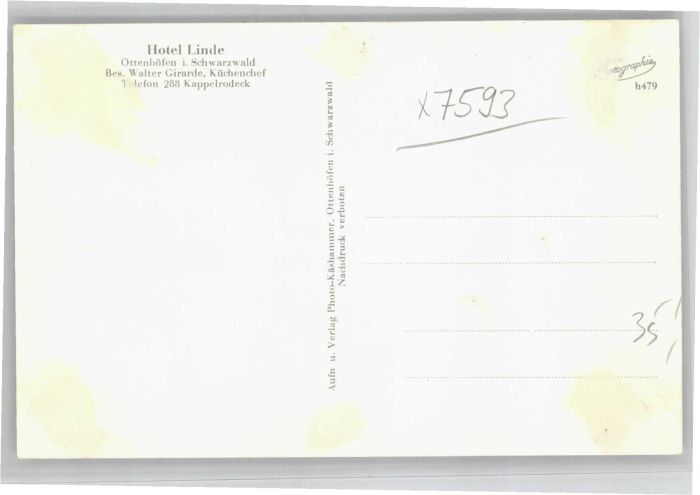 Hotel Linde
Ottenhöfen i. Schwarzwald
Bes. Walter Girarde, Küchenchef
Telefon 288 Kappelrodeck
Aufn u. Verlag Photo-Käshammer, Ottenhöfen i. Schwarzwald
Nachdruck verboten
h479
x7593
35